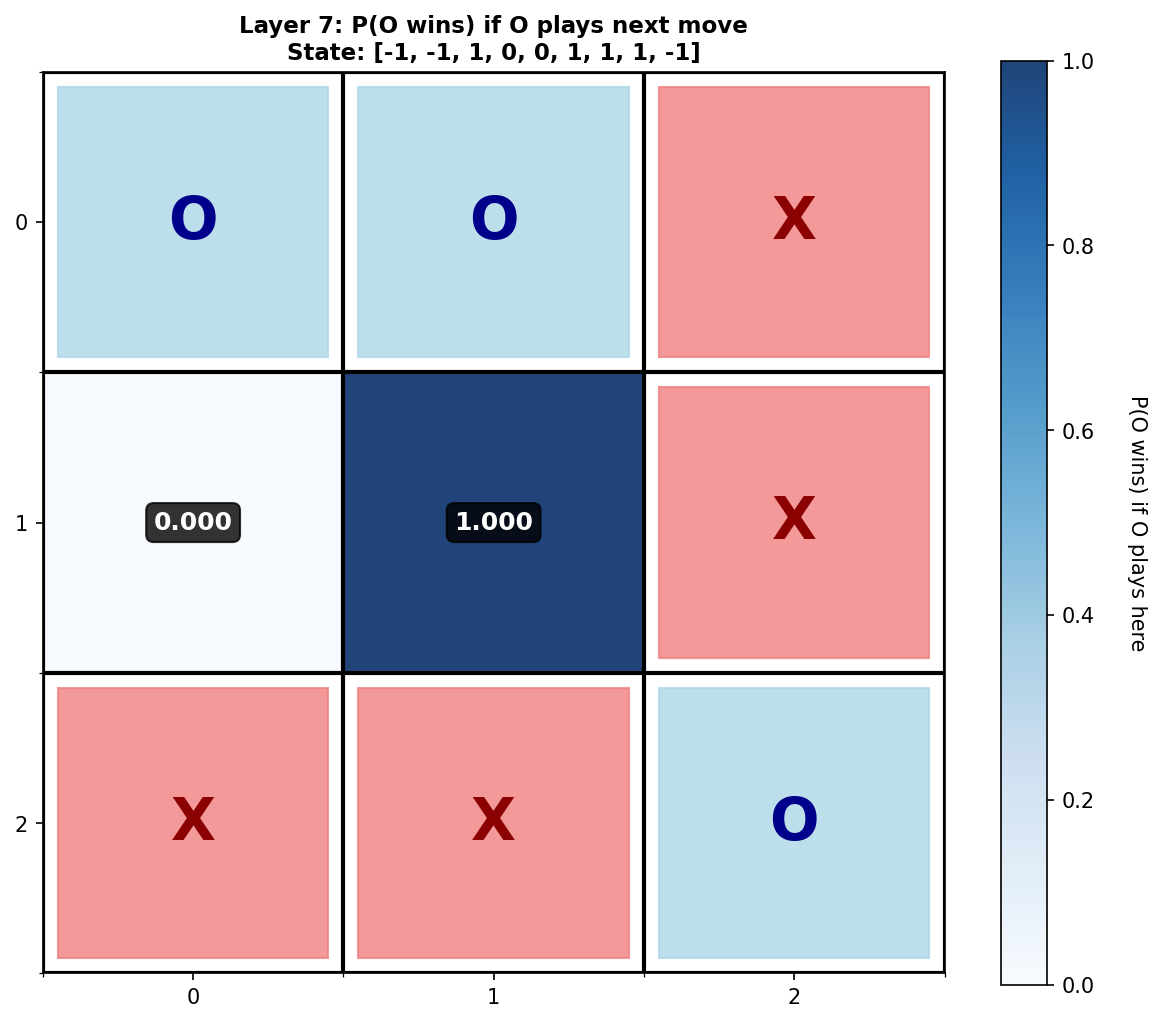 Layer 7: P(O wins) if O plays next move
State: [-1, -1, 1, 0, 0, 1, 1, 1, -1]
0
O
O
X
1
0.000
1.000
X
2
X
X
O
0
1
2
1.0
0.8
0.6
0.4
0.2
0.0
P(O wins) if O plays here